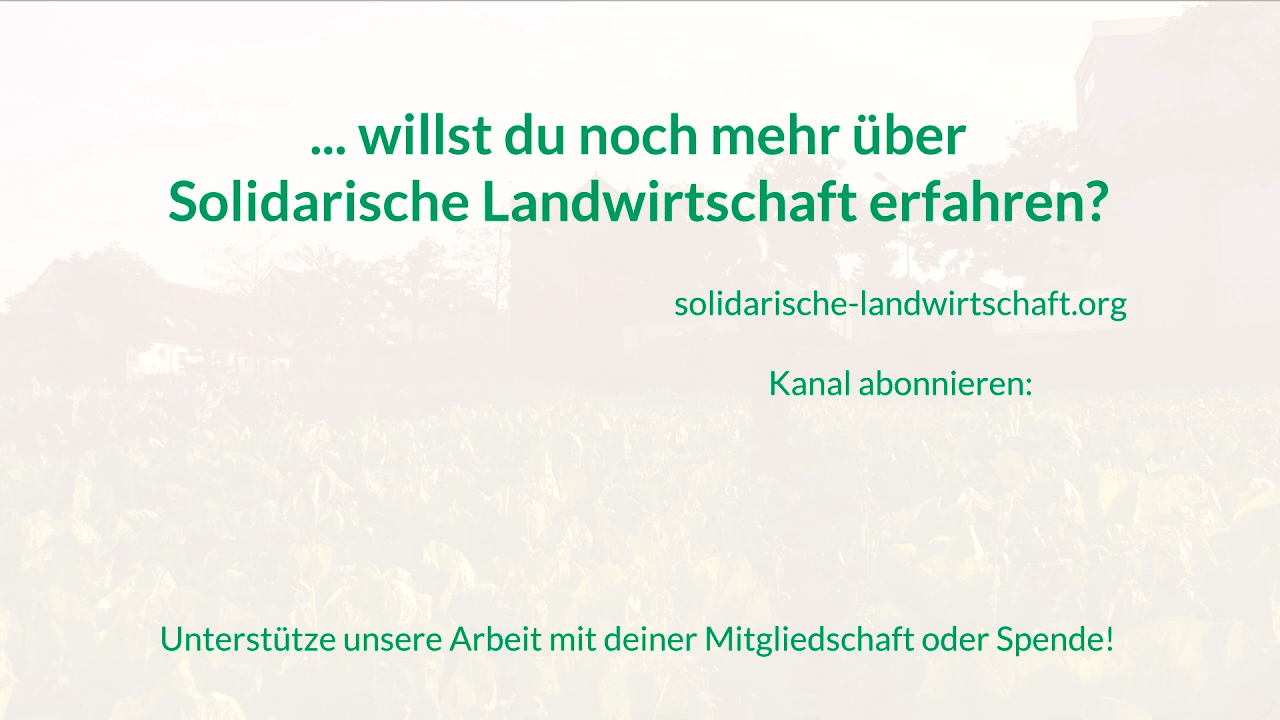 ... willst du noch mehr über
Solidarische Landwirtschaft erfahren?
solidarische-landwirtschaft.org
Kanal abonnieren:
Unterstütze unsere Arbeit mit deiner Mitgliedschaft oder Spende!